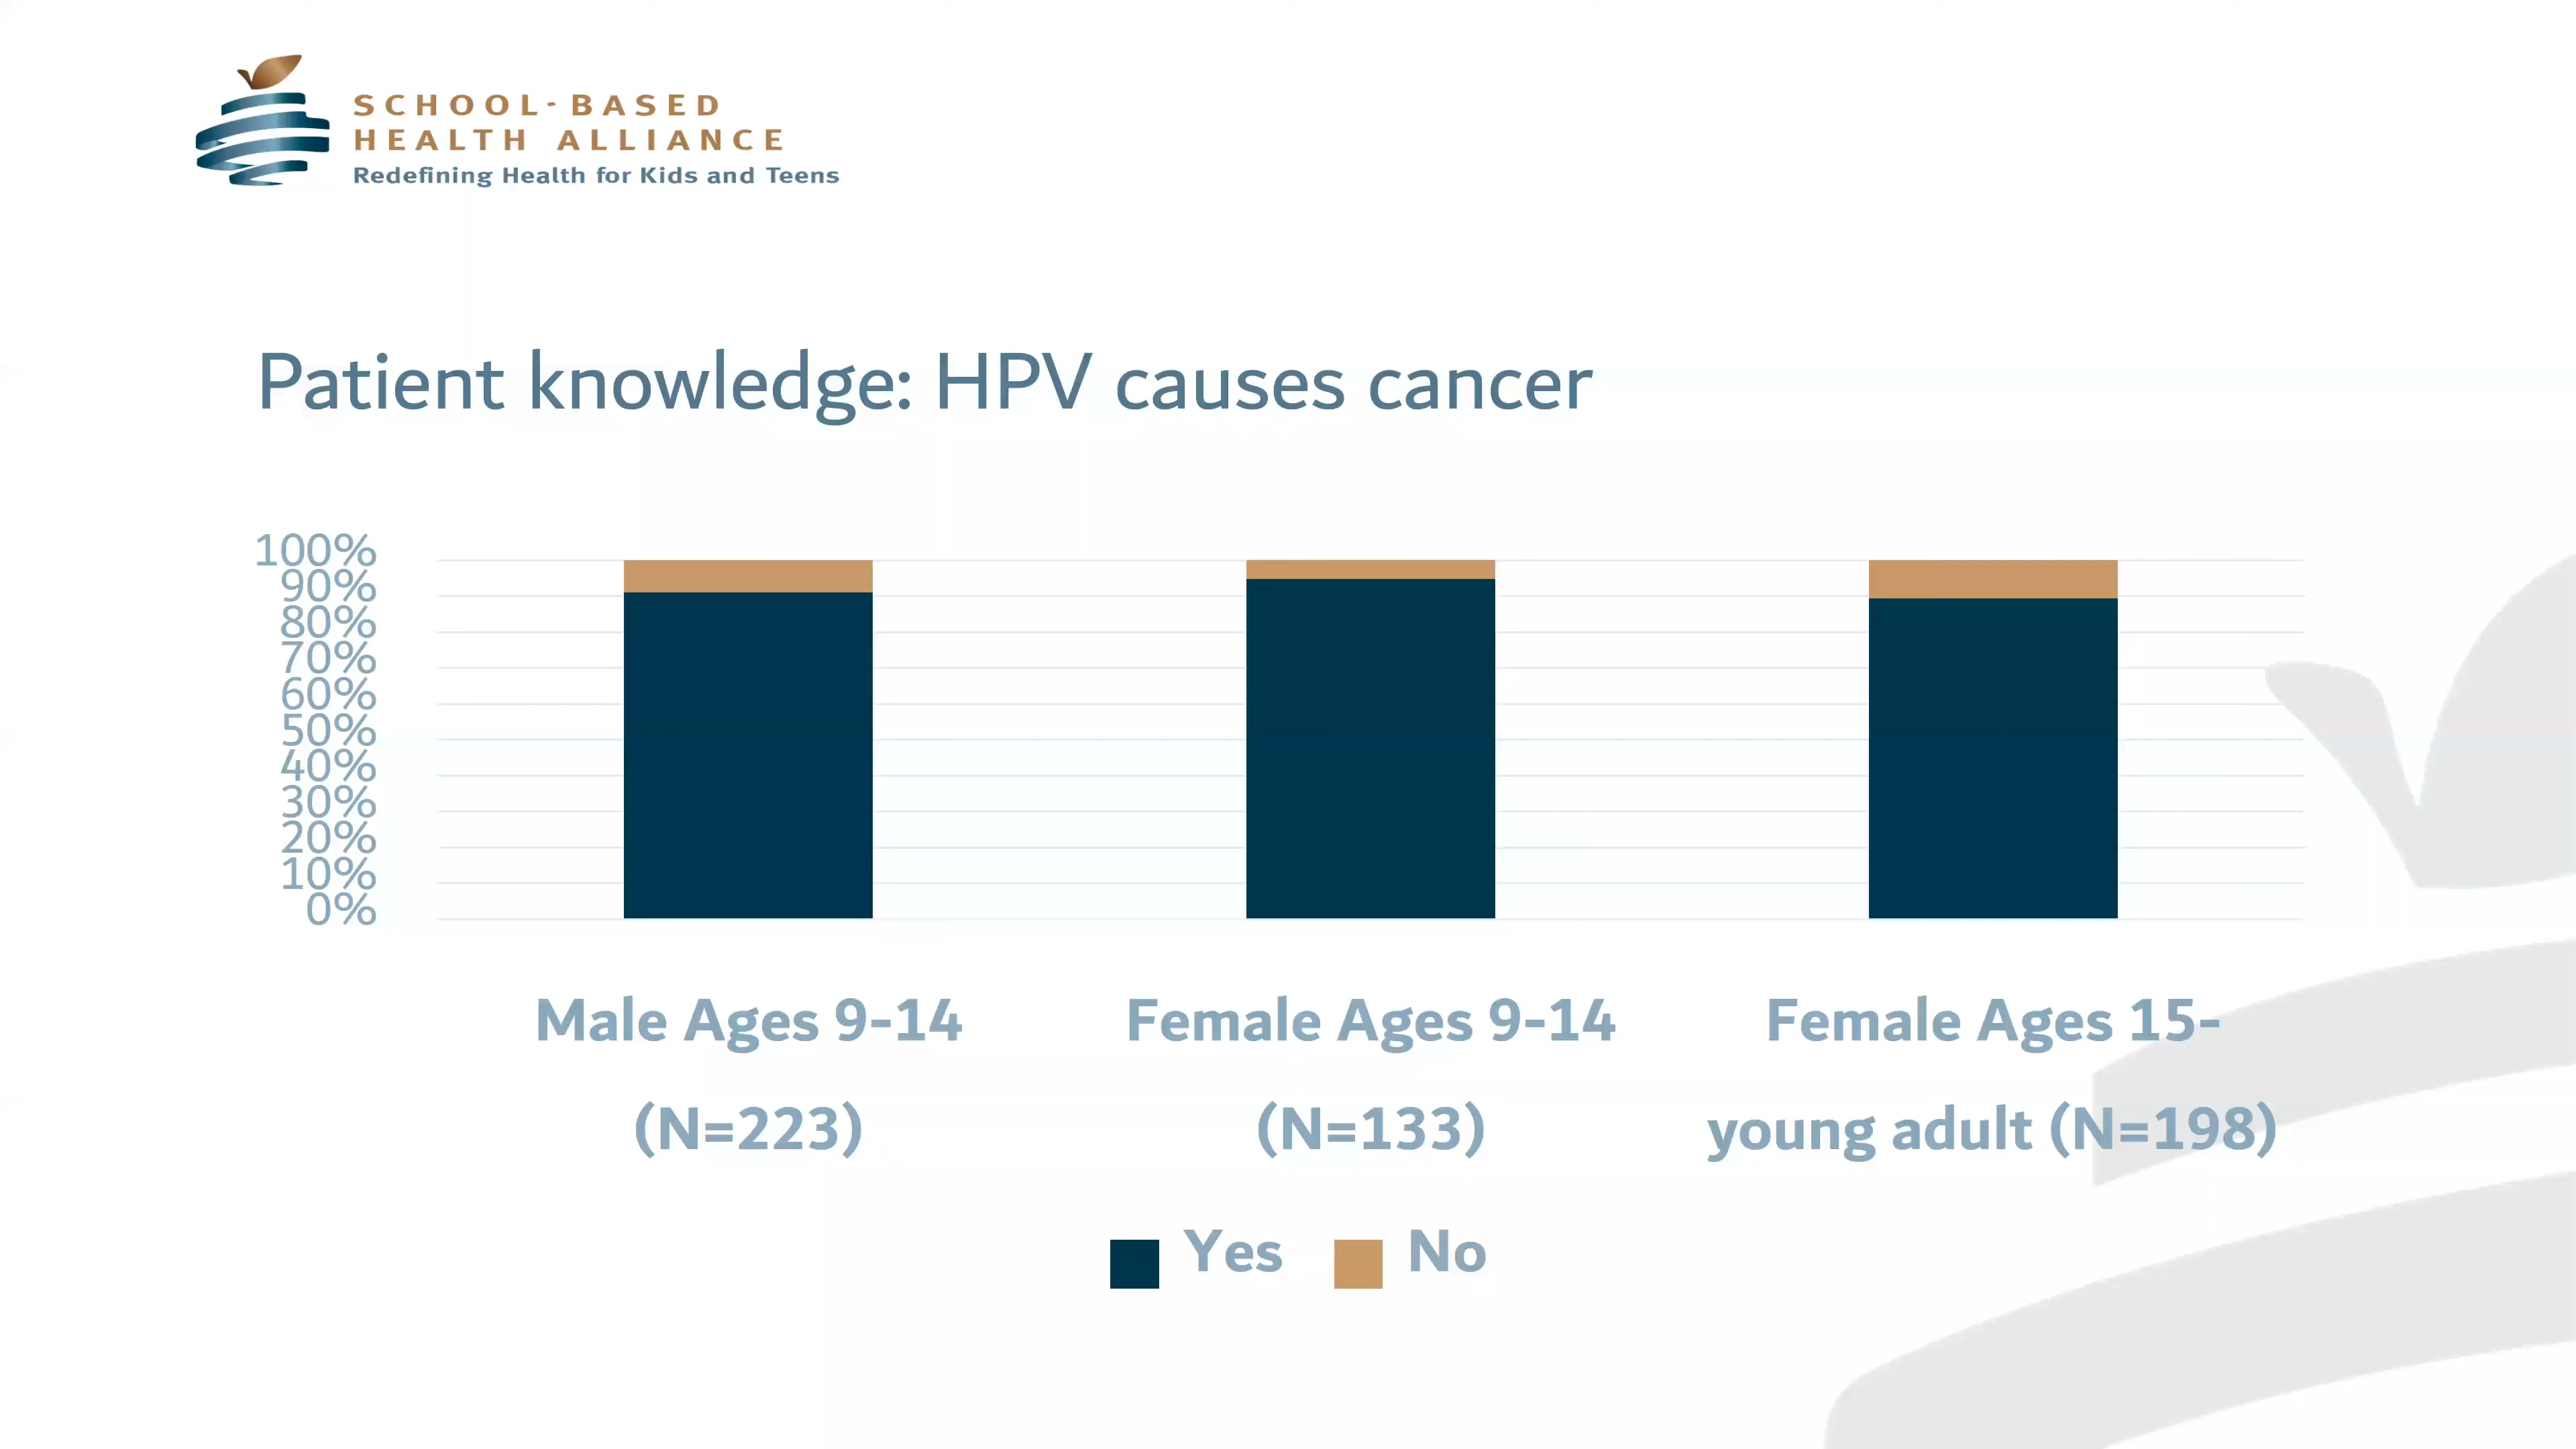 SCHOOL-BASED
HEALTH ALLIANCE
Redefining Health for Kids and Teens
Patient knowledge: HPV causes cancer
100%
90%
80%
70%
60%
50%
40%
30%
20%
10%
0%
Male Ages 9-14
(N=223)
Female Ages 9-14
(N=133)
Female Ages 15-
young adult (N=198)
Yes
No